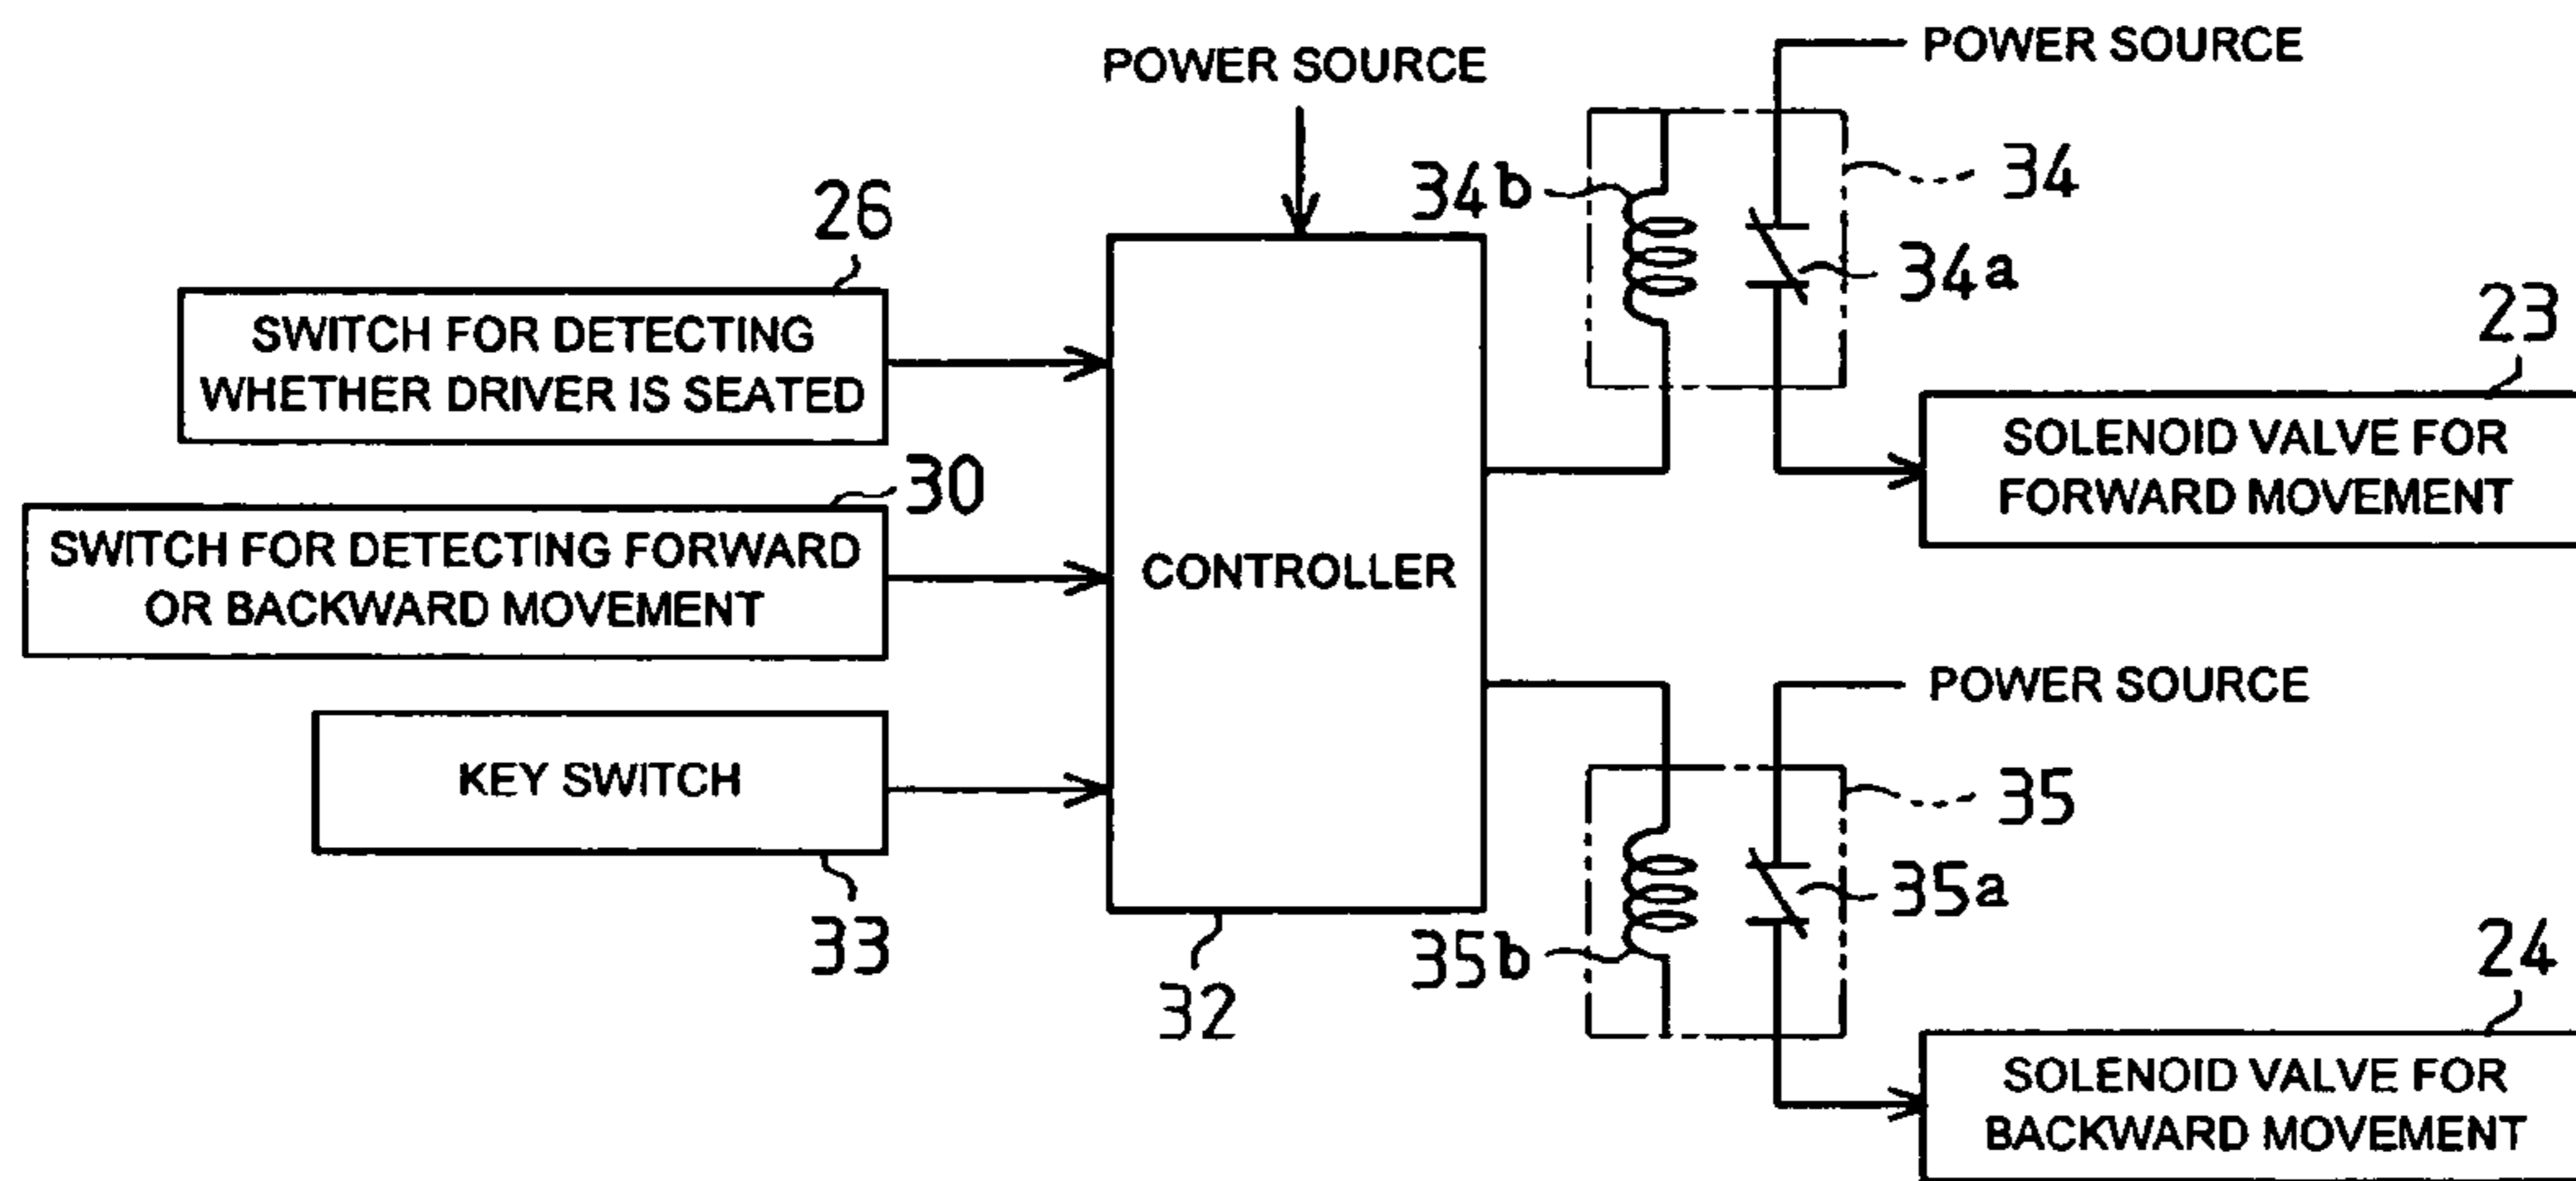 POWER SOURCE
POWER SOURCE
34b
34
34a
26
SWITCH FOR DETECTING
WHETHER DRIVER IS SEATED
23
SOLENOID VALVE FOR
FORWARD MOVEMENT
30
SWITCH FOR DETECTING FORWARD
OR BACKWARD MOVEMENT
CONTROLLER
POWER SOURCE
KEY SWITCH
33
32
35
35a
35b
24
SOLENOID VALVE FOR
BACKWARD MOVEMENT